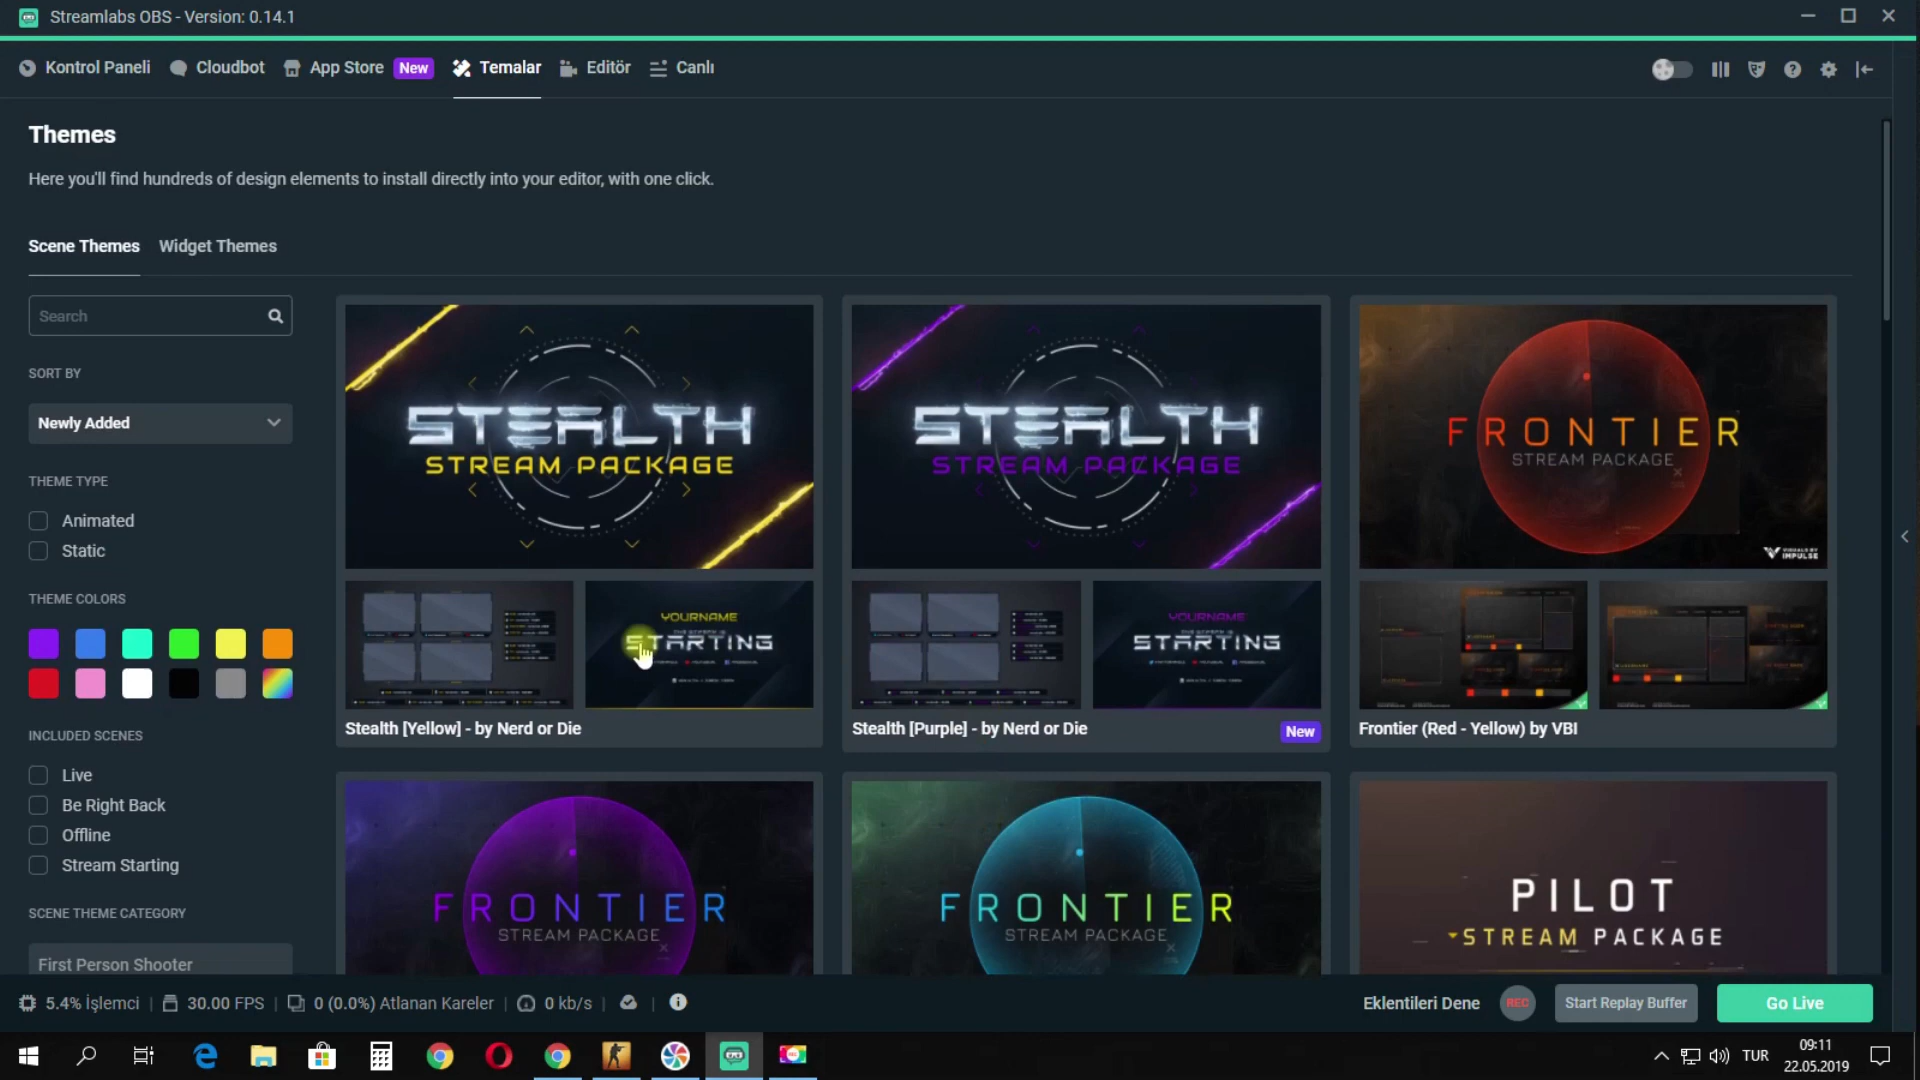 Streamlabs OBS - Version: 0.14.1
Kontrol Paneli
Cloudbot
App Store
New
Temalar
Editör
Canlı
Themes
Here you'll find hundreds of design elements to install directly into your editor, with one click.
Scene Themes
Widget Themes
Search
SORT BY
Newly Added
THEME TYPE
Animated
Static
THEME COLORS
INCLUDED SCENES
Live
Be Right Back
Offline
Stream Starting
SCENE THEME CATEGORY
First Person Shooter
STEALTH
STREAM PACKAGE
YOURNAME
STARTING
Stealth [Yellow] - by Nerd or Die
STEALTH
STREAM PACKAGE
YOURNAME
STARTING
Stealth [Purple] - by Nerd or Die
New
FRONTIER
STREAM PACKAGE
VISUALS BY
IMPULSE
Frontier (Red - Yellow) by VBI
FRONTIER
STREAM PACKAGE
FRONTIER
STREAM PACKAGE
PILOT
STREAM PACKAGE
5.4% İşlemci
30.00 FPS
0 (0.0%) Atlanan Kareler
0 kb/s
Eklentileri Dene
REC
Start Replay Buffer
Go Live
TUR
09:11
22.05.2019